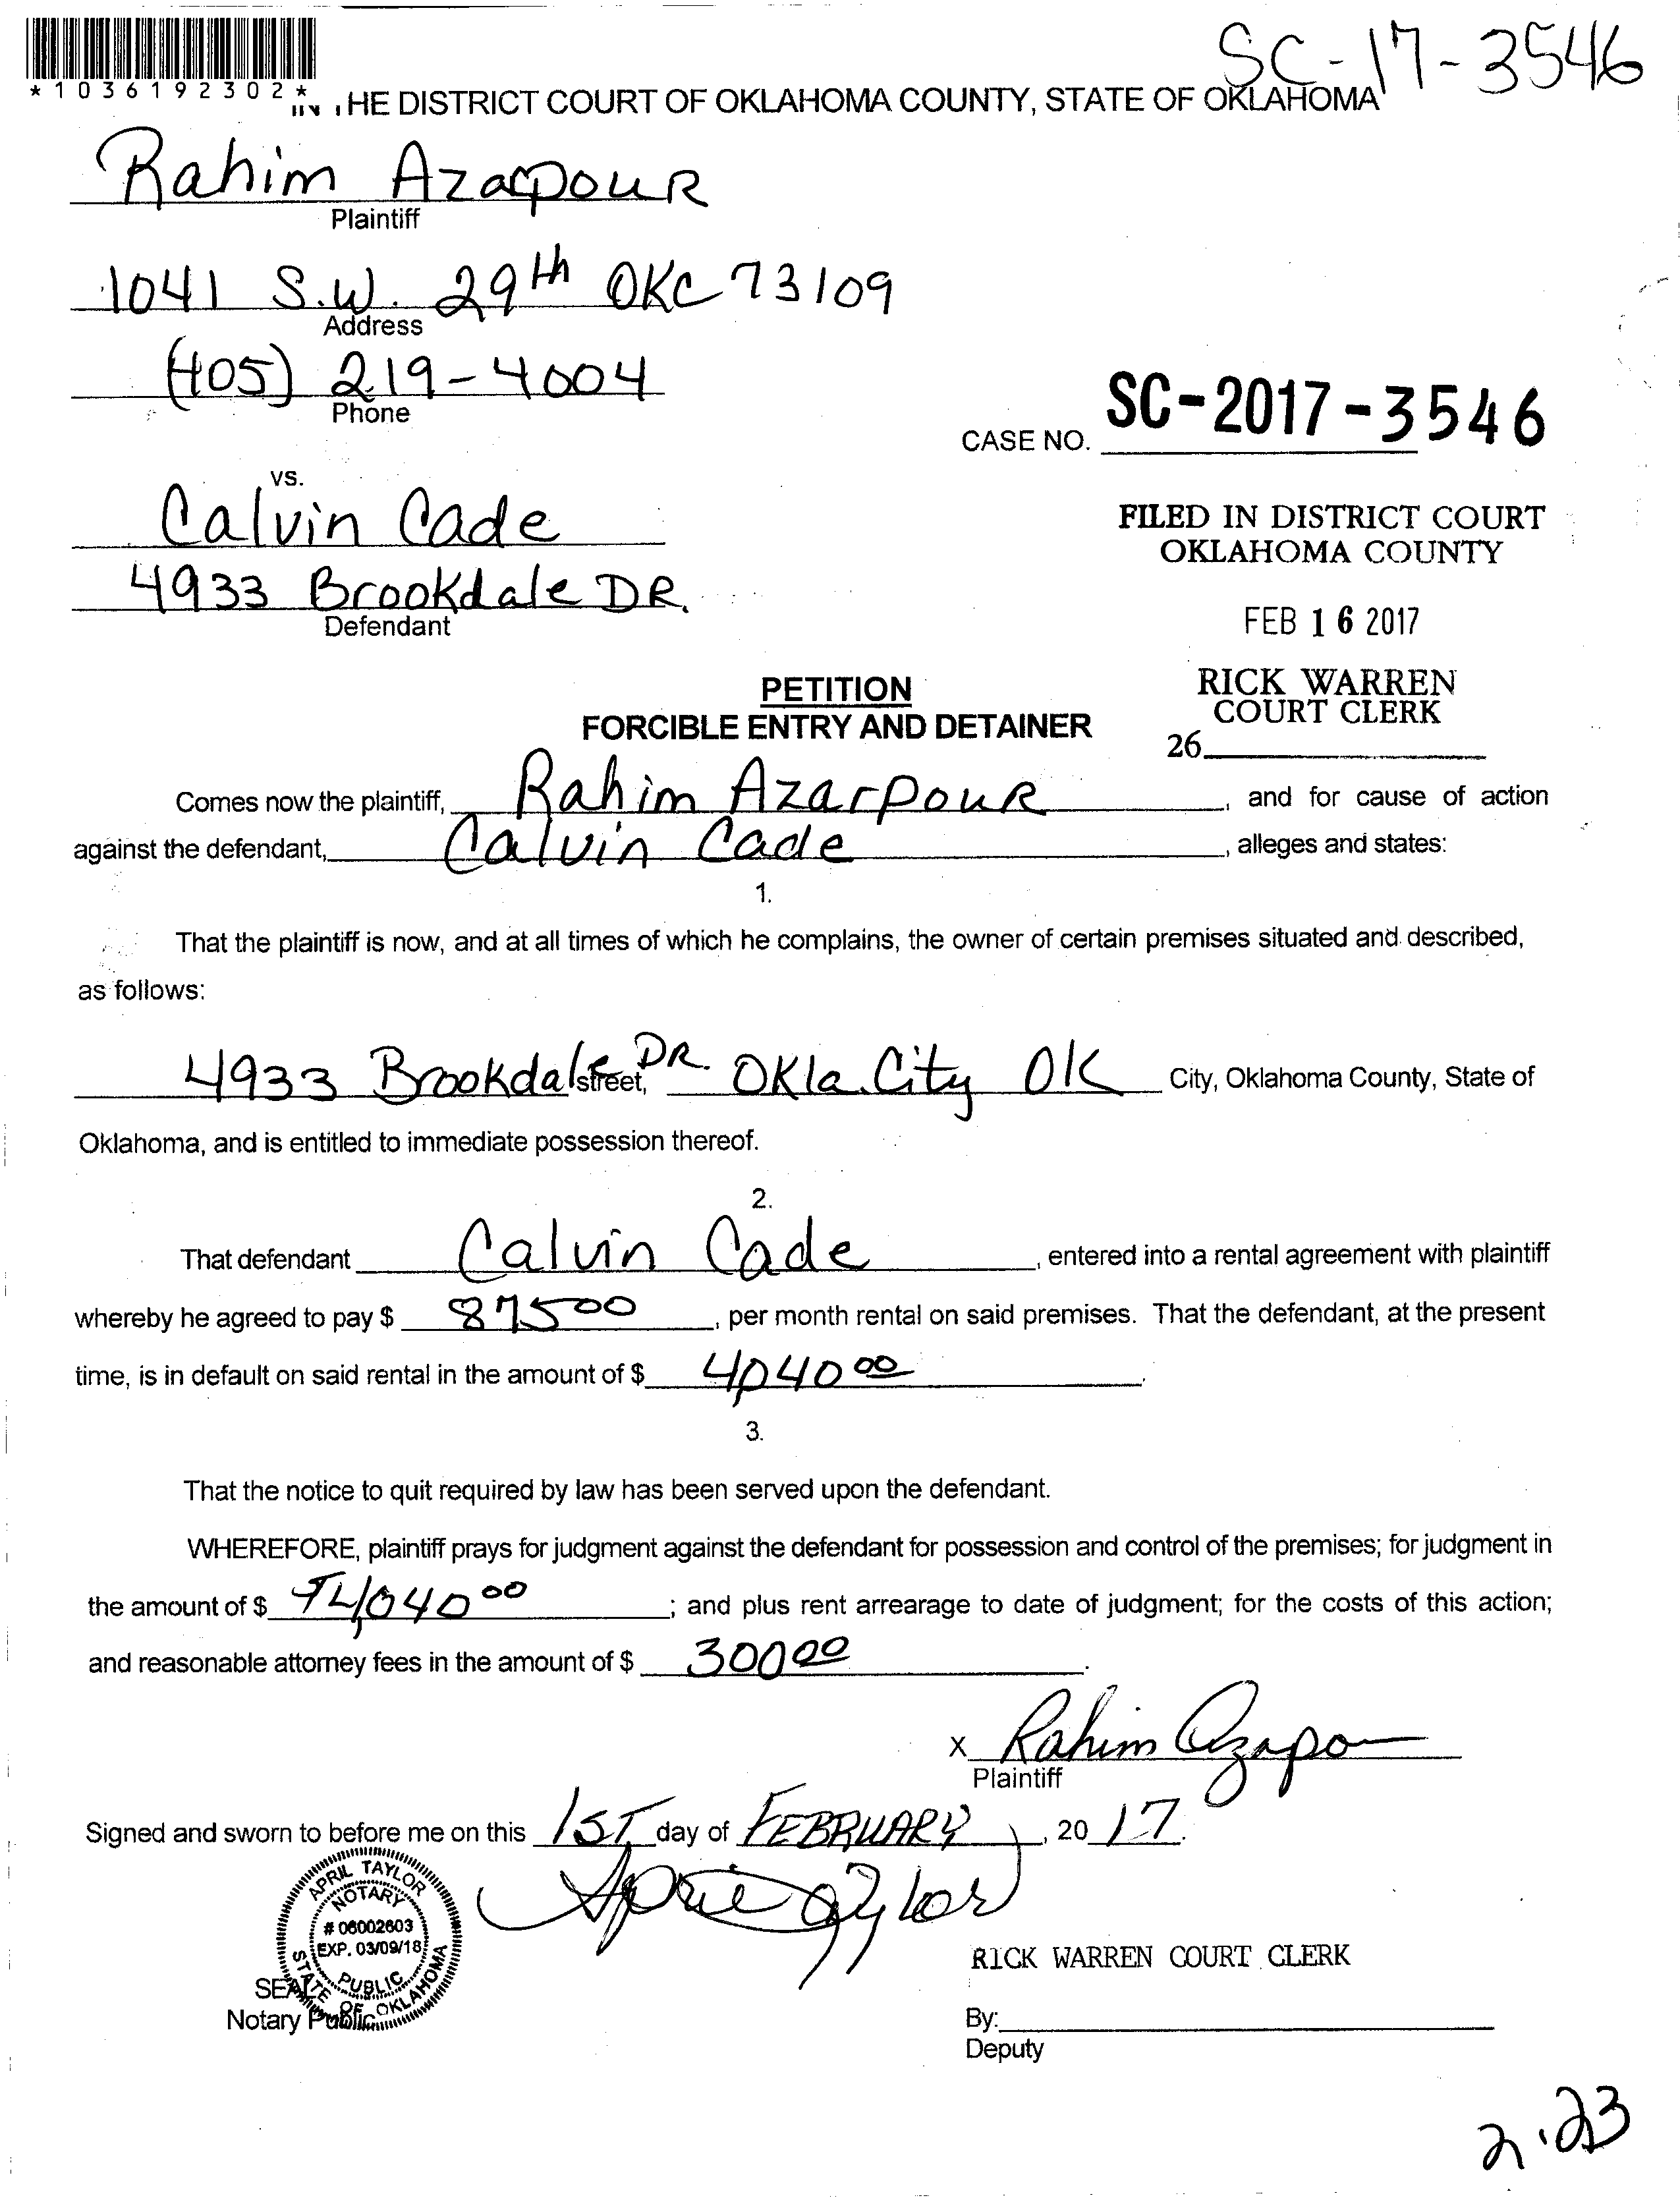 SC-17-3546
*1036192302*
HE DISTRICT COURT OF OKLAHOMA COUNTY, STATE OF OKLAHOMA
Rahim Azarpour
Plaintiff
1041 S.W. 29th OKC 73109
Address
(405) 219-4004
Phone
CASE NO. SC-2017-3546
vs.
Calvin Cade
4933 Brookdale DR.
Defendant
FILED IN DISTRICT COURT
OKLAHOMA COUNTY
FEB 16 2017
RICK WARREN
COURT CLERK
26
PETITION
FORCIBLE ENTRY AND DETAINER
Comes now the plaintiff, Rahim Azarpour, and for cause of action
against the defendant, Calvin Cade, alleges and states:
1.
That the plaintiff is now, and at all times of which he complains, the owner of certain premises situated and described,
as follows:
4933 Brookdale DR. street, Okla. City OK City, Oklahoma County, State of
Oklahoma, and is entitled to immediate possession thereof.
2.
That defendant Calvin Cade, entered into a rental agreement with plaintiff
whereby he agreed to pay $ 875 00, per month rental on said premises. That the defendant, at the present
time, is in default on said rental in the amount of $ 4,040 00.
3.
That the notice to quit required by law has been served upon the defendant.
WHEREFORE, plaintiff prays for judgment against the defendant for possession and control of the premises; for judgment in
the amount of $ 4,040 00; and plus rent arrearage to date of judgment; for the costs of this action;
and reasonable attorney fees in the amount of $ 300 00.
X Rahim Azapo
Plaintiff
Signed and sworn to before me on this 1ST day of FEBRUARY, 20 17.
April Taylor
APRIL TAYLOR
NOTARY
# 06002603
EXP. 03/09/18
PUBLIC
STATE OF OKLAHOMA
SEAL
Notary Public
RICK WARREN COURT CLERK
By:
Deputy
2.23